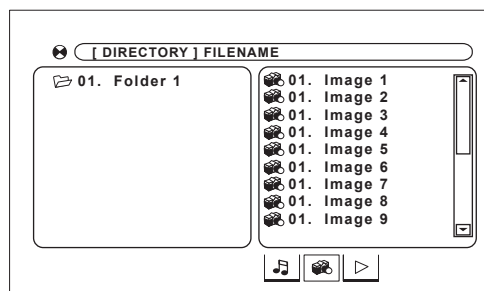 [ DIRECTORY ] FILENAME
01. Folder 1
01. Image 1
01. Image 2
01. Image 3
01. Image 4
01. Image 5
01. Image 6
01. Image 7
01. Image 8
01. Image 9